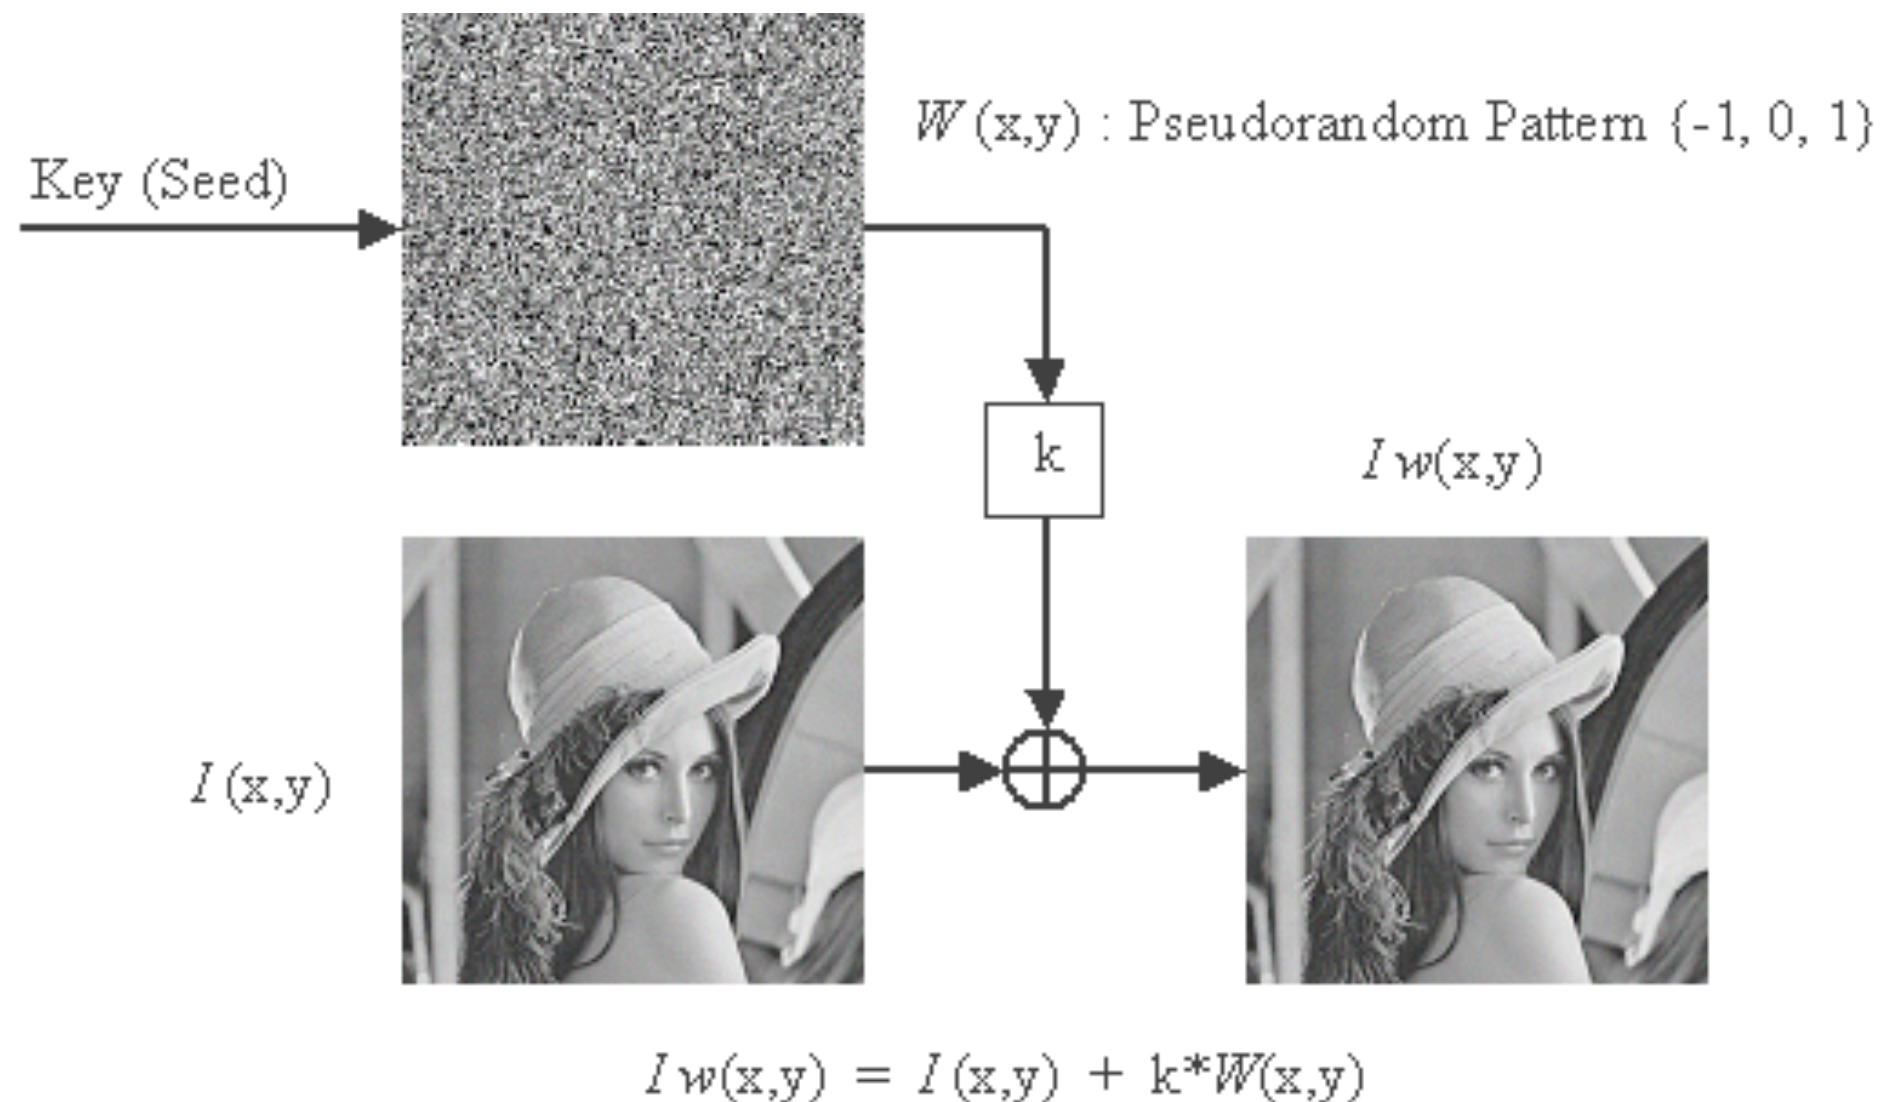 W (x,y) : Pseudorandom Pattern {-1, 0, 1}
Key (Seed)
k
I w(x,y)
I (x,y)
I w(x,y) = I (x,y) + k*W(x,y)